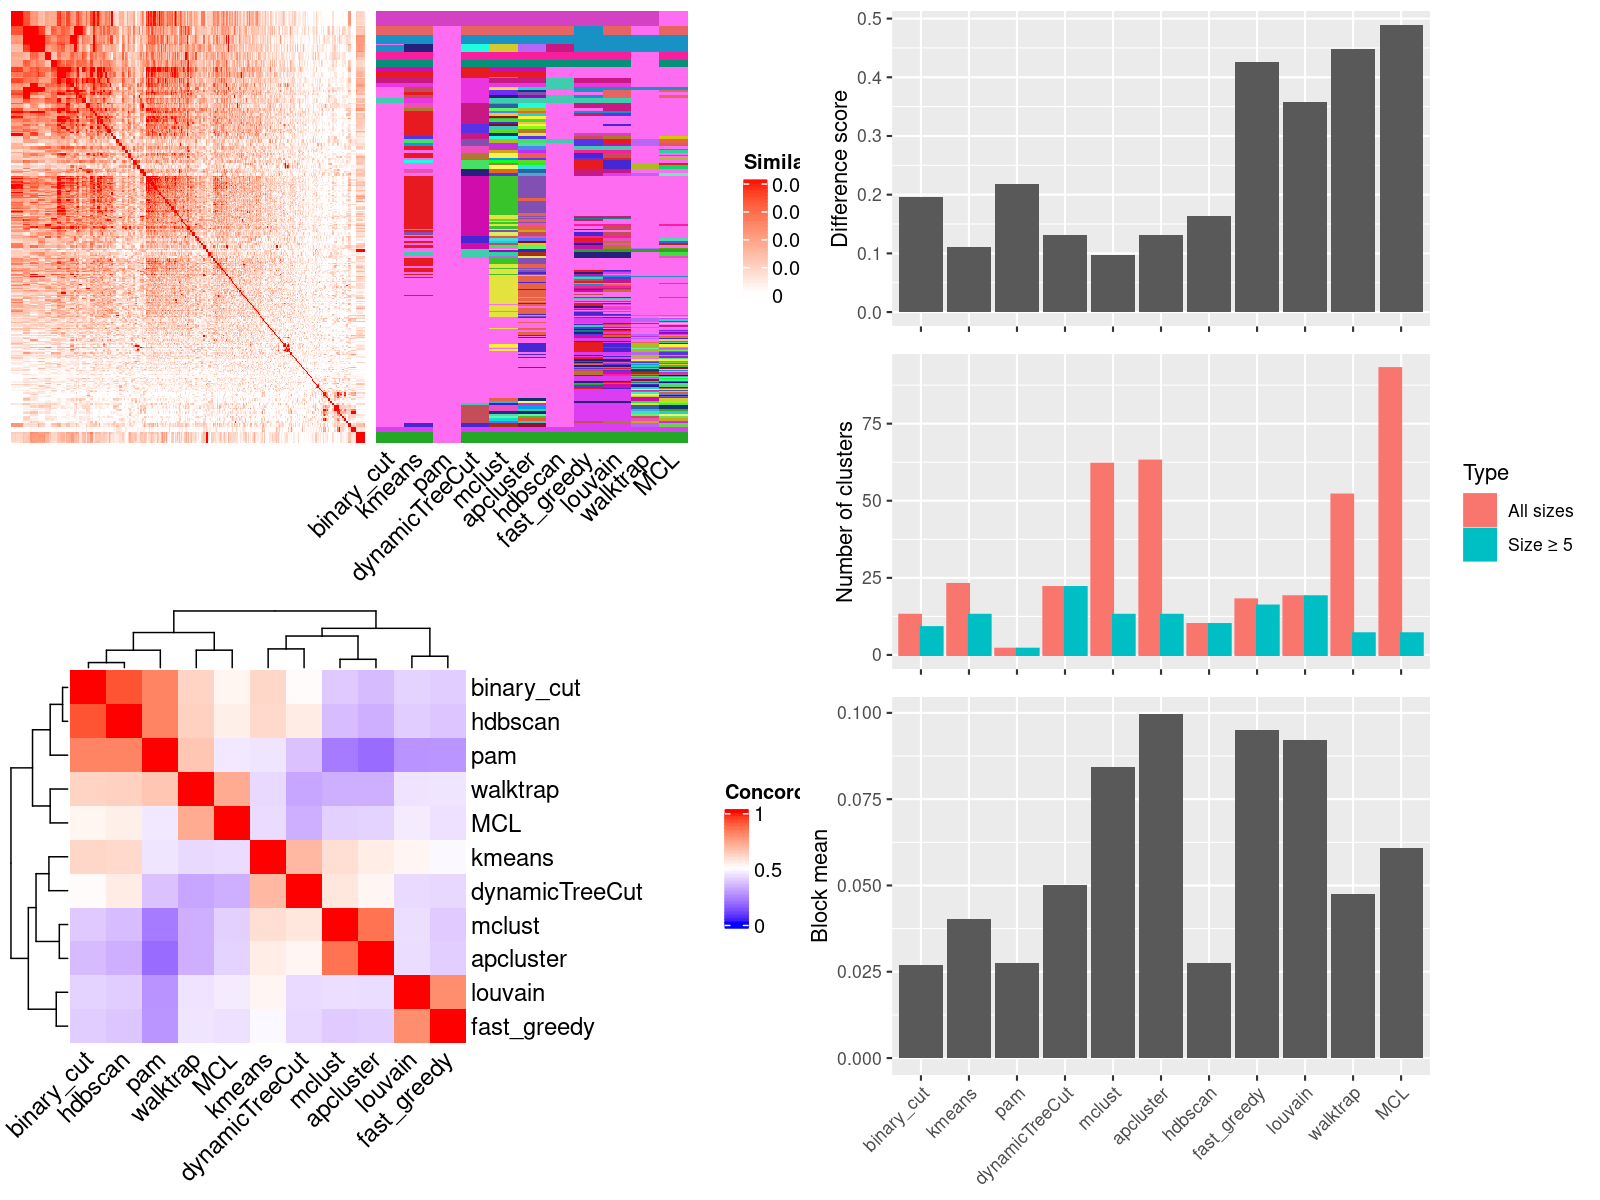 Simila
0.0
0.0
0.0
0.0
0
binary_cut
kmeans
pam
dynamicTreeCut
mclust
apcluster
hdbscan
fast_greedy
louvain
walktrap
MCL
binary_cut
hdbscan
pam
walktrap
MCL
kmeans
dynamicTreeCut
mclust
apcluster
louvain
fast_greedy
binary_cut
hdbscan
pam
walktrap
MCL
kmeans
dynamicTreeCut
mclust
apcluster
louvain
fast_greedy
Concord
1
0.5
0
Difference score
0.5
0.4
0.3
0.2
0.1
0.0
Number of clusters
75
50
25
0
Type
All sizes
Size ≥ 5
Block mean
0.100
0.075
0.050
0.025
0.000
binary_cut
kmeans
pam
dynamicTreeCut
mclust
apcluster
hdbscan
fast_greedy
louvain
walktrap
MCL